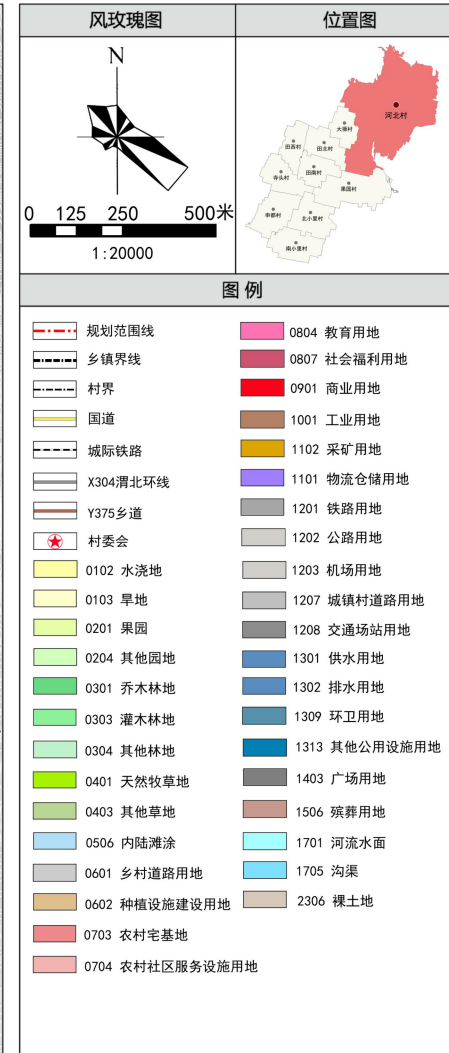 风玫瑰图
位置图
N
0 125 250 500米
1:20000
河北村
大穗村
田西村
田北村
田南村
寺头村
果园村
申都村
北小里村
南小里村
图例
规划范围线
乡镇界线
村界
国道
城际铁路
X304渭北环线
Y375乡道
村委会
0102 水浇地
0103 旱地
0201 果园
0204 其他园地
0301 乔木林地
0303 灌木林地
0304 其他林地
0401 天然牧草地
0403 其他草地
0506 内陆滩涂
0601 乡村道路用地
0602 种植设施建设用地
0703 农村宅基地
0704 农村社区服务设施用地
0804 教育用地
0807 社会福利用地
0901 商业用地
1001 工业用地
1102 采矿用地
1101 物流仓储用地
1201 铁路用地
1202 公路用地
1203 机场用地
1207 城镇村道路用地
1208 交通场站用地
1301 供水用地
1302 排水用地
1309 环卫用地
1313 其他公用设施用地
1403 广场用地
1506 殡葬用地
1701 河流水面
1705 沟渠
2306 裸土地